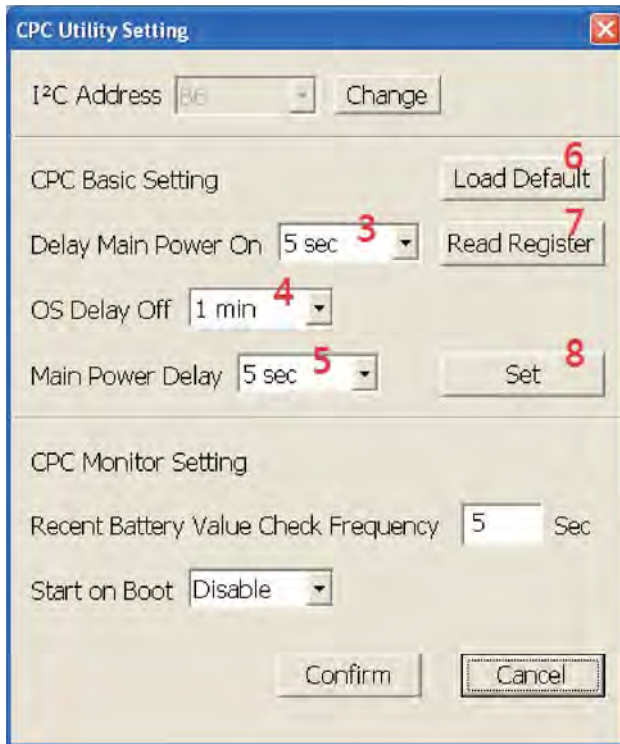 CPC Utility Setting
I²C Address B6 Change
6
CPC Basic Setting Load Default
3 7
Delay Main Power On 5 sec Read Register
4
OS Delay Off 1 min
5 8
Main Power Delay 5 sec Set
CPC Monitor Setting
Recent Battery Value Check Frequency 5 Sec
Start on Boot Disable
Confirm Cancel